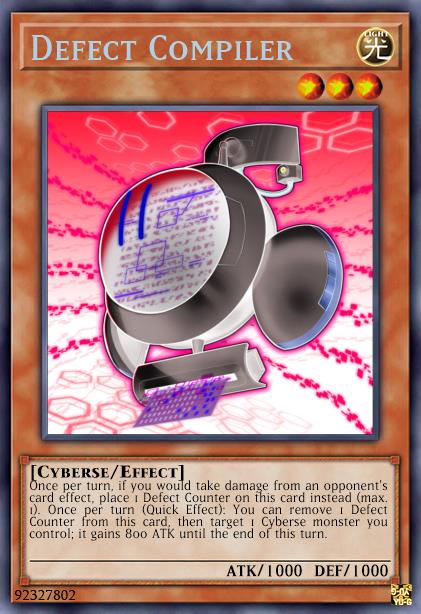 DEFECT COMPILER
LIGHT
光
[CYBERSE/EFFECT]
Once per turn, if you would take damage from an opponent's
card effect, place 1 Defect Counter on this card instead (max.
1). Once per turn (Quick Effect): You can remove 1 Defect
Counter from this card, then target 1 Cyberse monster you
control; it gains 800 ATK until the end of this turn.
ATK/1000 DEF/1000
92327802